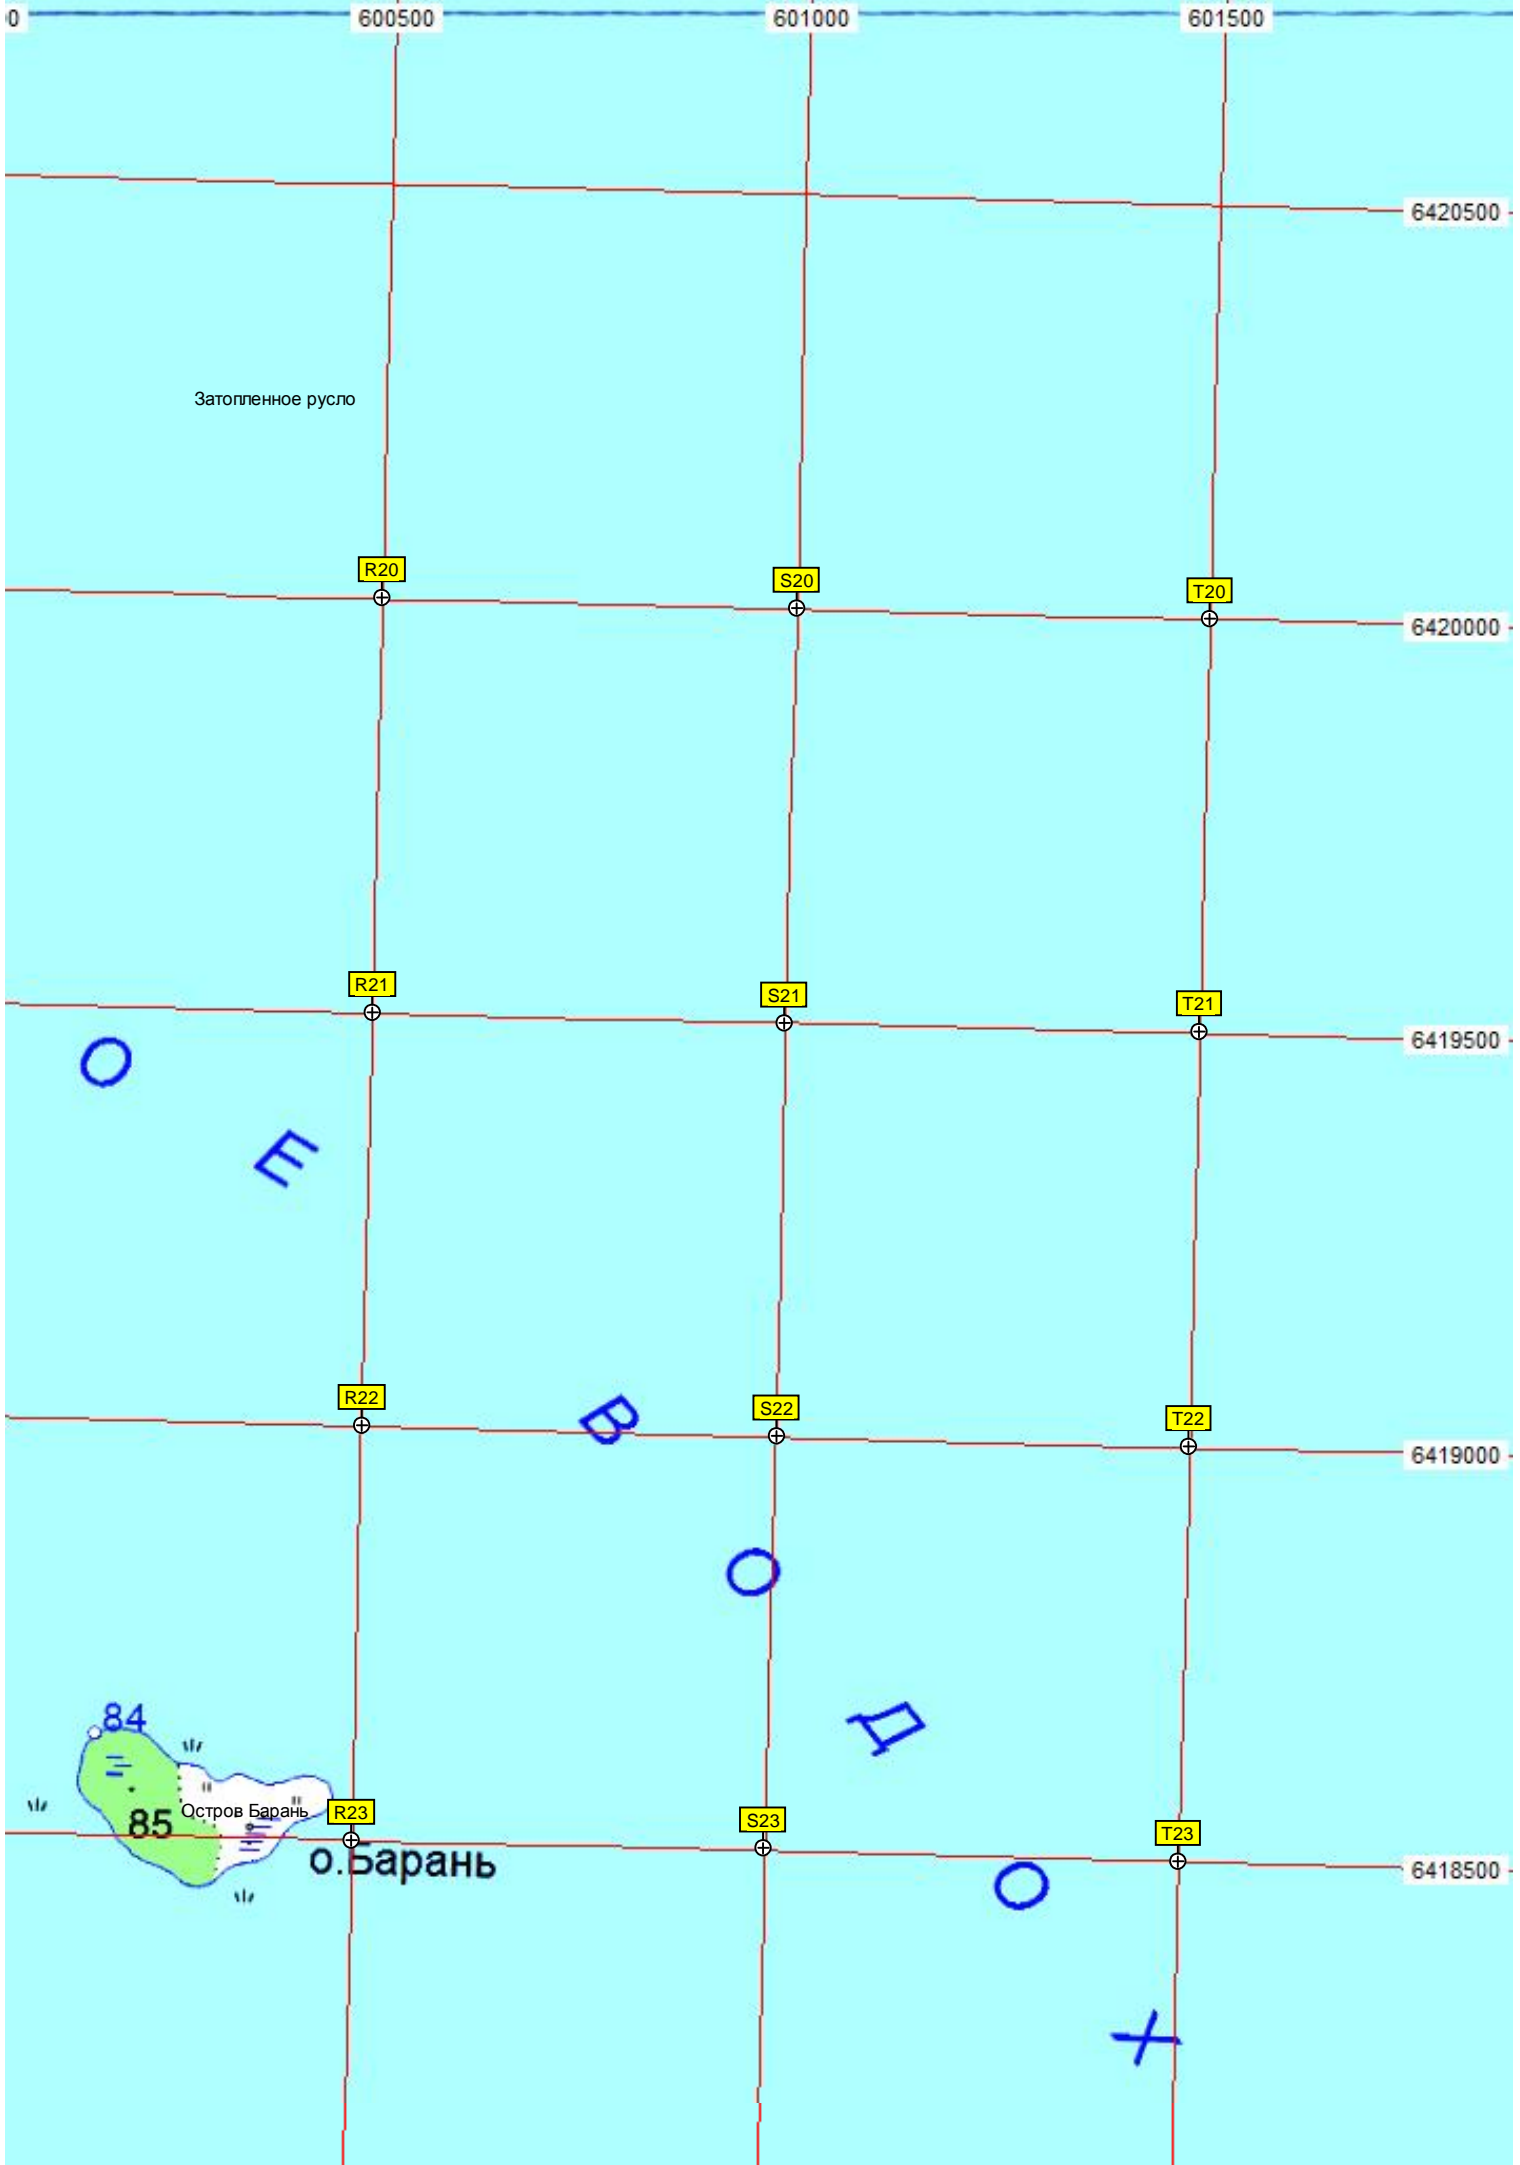 600500
601000
601500
6420500
Затопленное русло
R20
S20
T20
6420000
R21
S21
T21
6419500
О
Е
R22
В
S22
T22
6419000
О
Д
84
Остров Барань
85
R23
S23
T23
о.Барань
О
6418500
Х